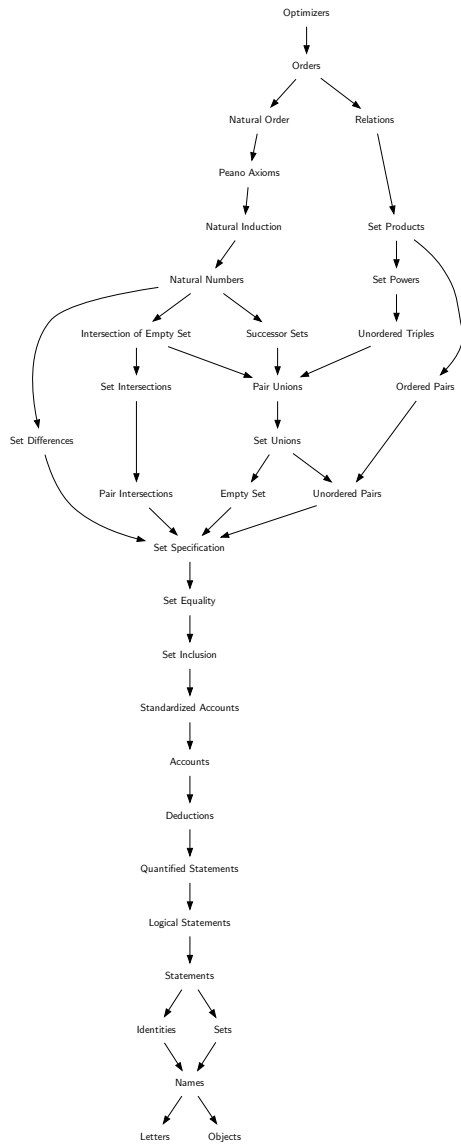 Optimizers
Orders
Natural Order
Relations
Peano Axioms
Natural Induction
Set Products
Natural Numbers
Set Powers
Intersection of Empty Set
Successor Sets
Unordered Triples
Set Intersections
Pair Unions
Ordered Pairs
Set Differences
Set Unions
Pair Intersections
Empty Set
Unordered Pairs
Set Specification
Set Equality
Set Inclusion
Standardized Accounts
Accounts
Deductions
Quantified Statements
Logical Statements
Statements
Identities
Sets
Names
Letters
Objects